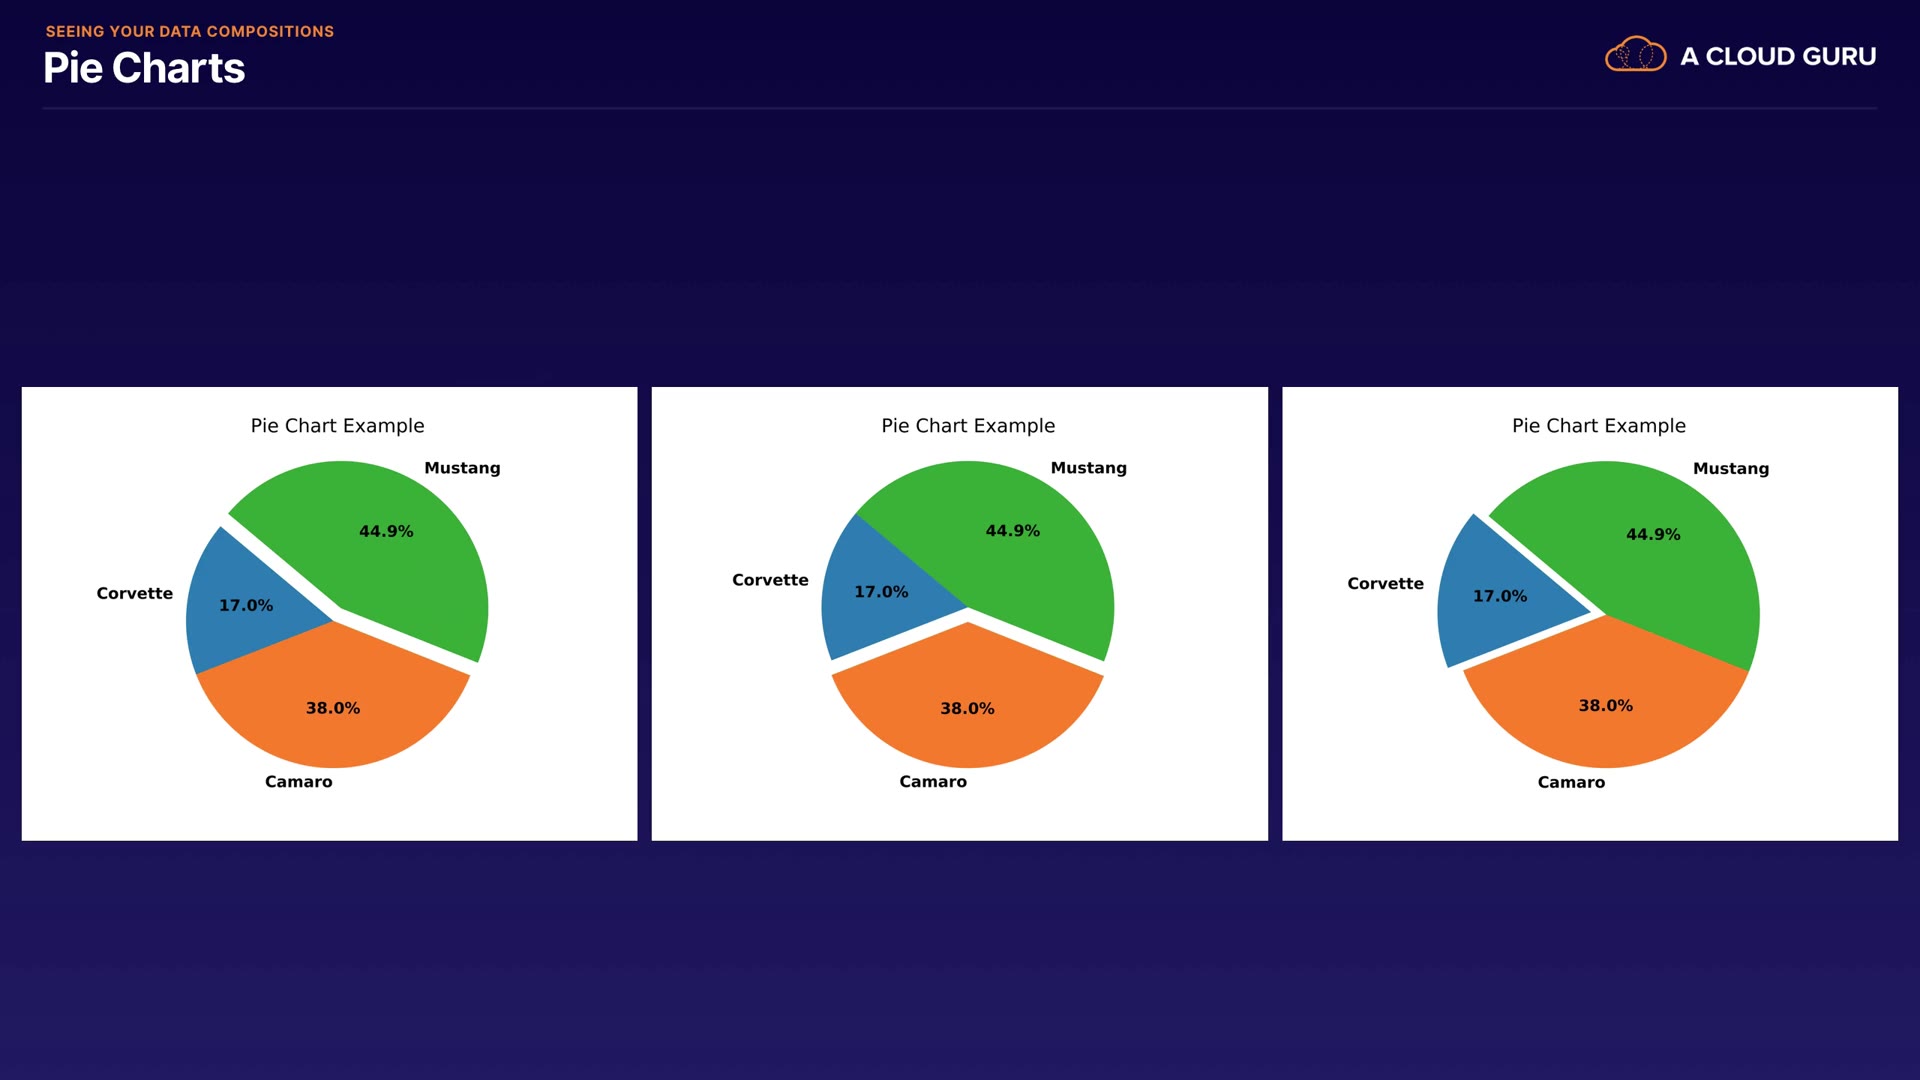 SEEING YOUR DATA COMPOSITIONS
Pie Charts
A CLOUD GURU
Pie Chart Example
Mustang
44.9%
Corvette
17.0%
38.0%
Camaro
Pie Chart Example
Mustang
44.9%
Corvette
17.0%
38.0%
Camaro
Pie Chart Example
Mustang
44.9%
Corvette
17.0%
38.0%
Camaro